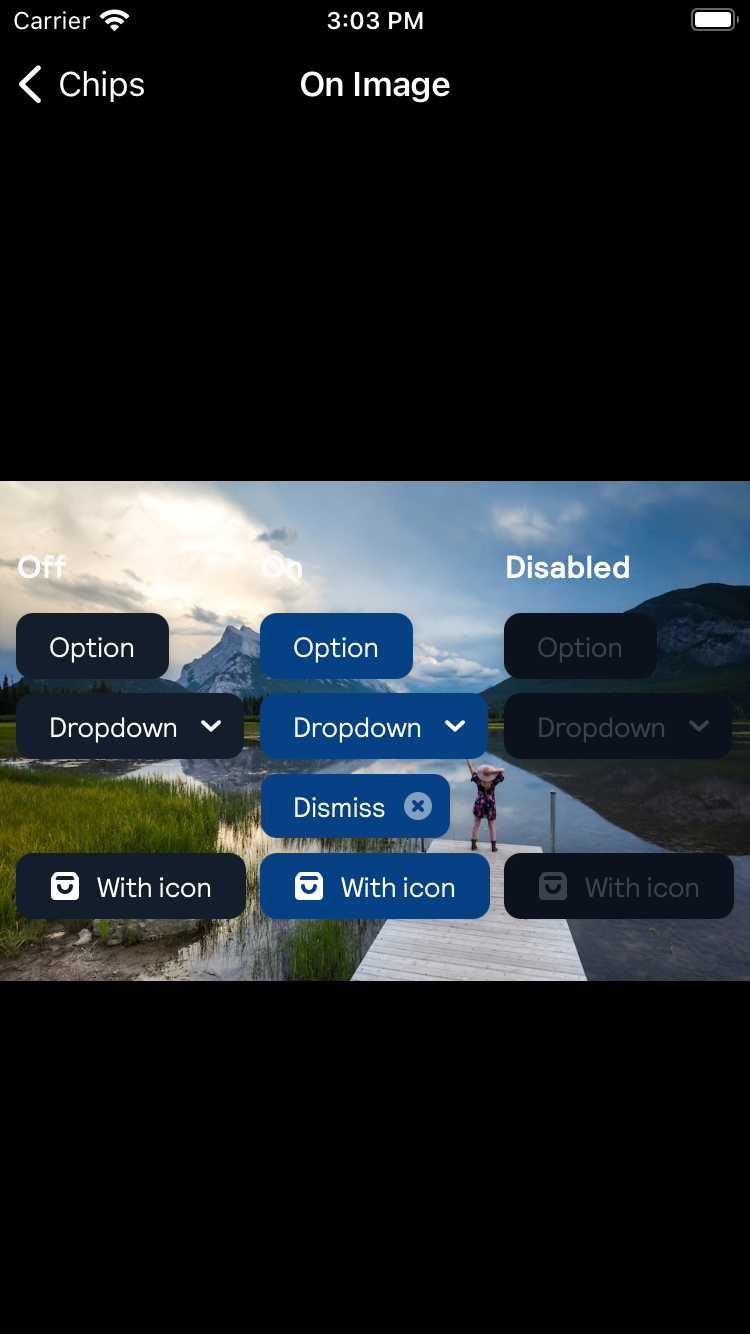 Carrier 3:03 PM
Chips On Image
Off On Disabled
Option Option Option
Dropdown Dropdown Dropdown
Dismiss
With icon With icon With icon